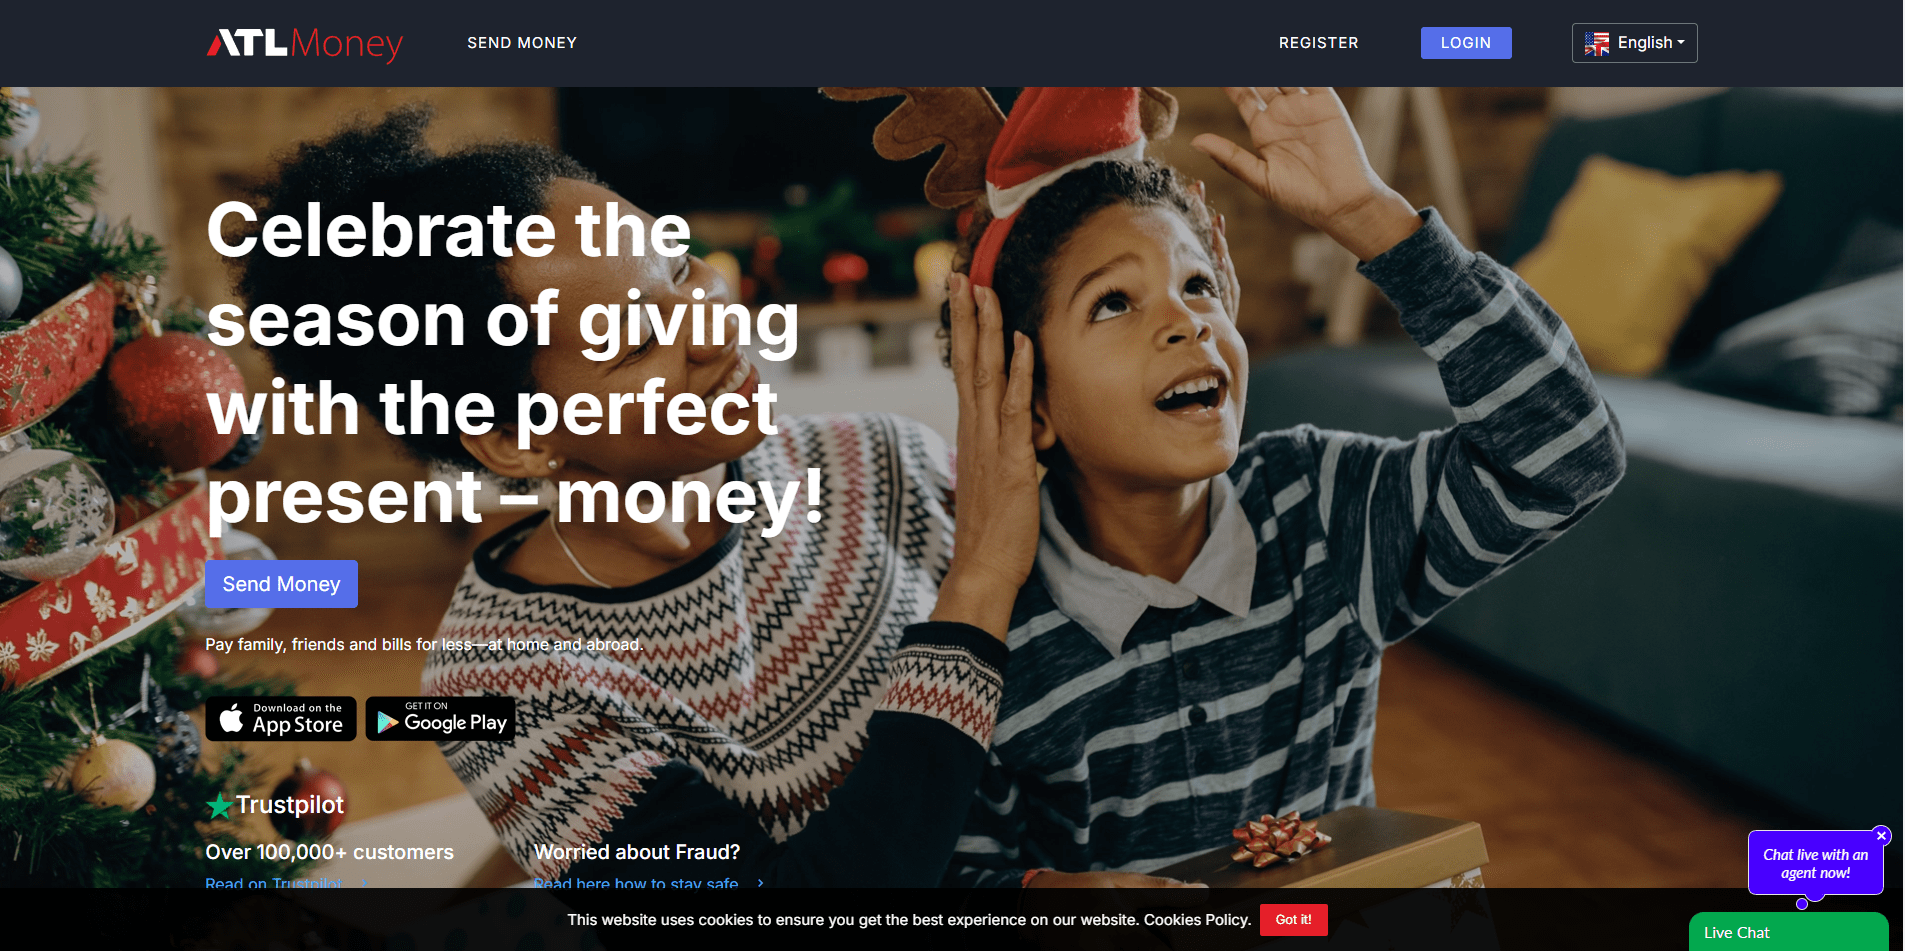 ATLMoney
SEND MONEY
REGISTER
LOGIN
English
Celebrate the
season of giving
with the perfect
present – money!
Send Money
Pay family, friends and bills for less—at home and abroad.
Download on the
App Store
GET IT ON
Google Play
Trustpilot
Over 100,000+ customers
Read on Trustpilot
Worried about Fraud?
Read here how to stay safe
This website uses cookies to ensure you get the best experience on our website. Cookies Policy.
Got it!
Chat live with an
agent now!
Live Chat